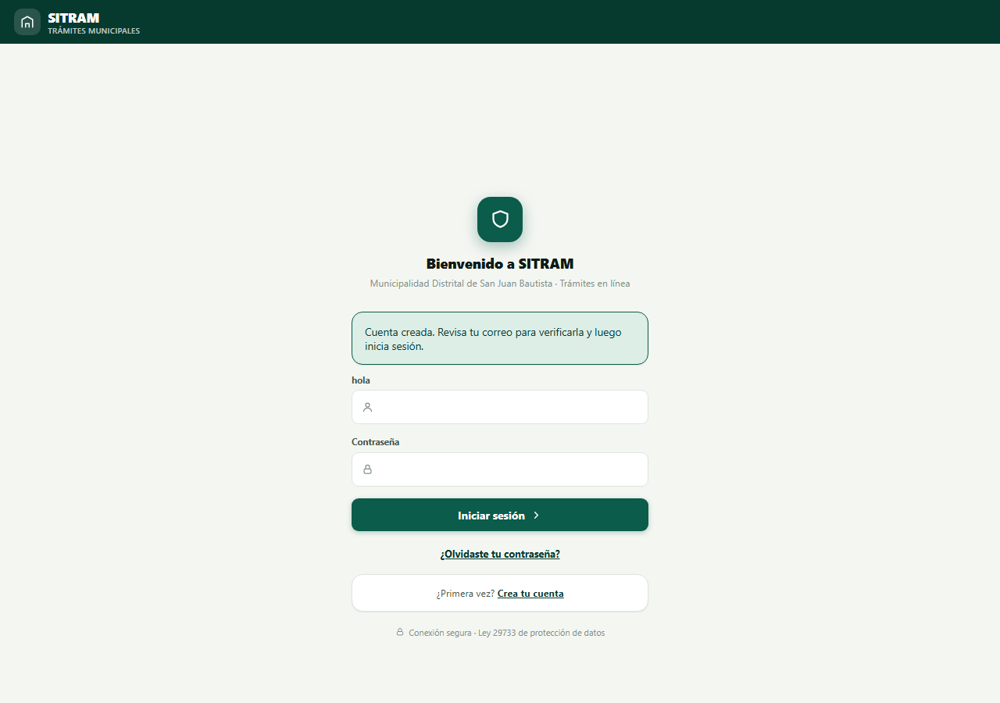 SITRAM
TRÁMITES MUNICIPALES
Bienvenido a SITRAM
Municipalidad Distrital de San Juan Bautista · Trámites en línea
Cuenta creada. Revisa tu correo para verificarla y luego
inicia sesión.
hola
Contraseña
Iniciar sesión
¿Olvidaste tu contraseña?
¿Primera vez? Crea tu cuenta
Conexión segura · Ley 29733 de protección de datos